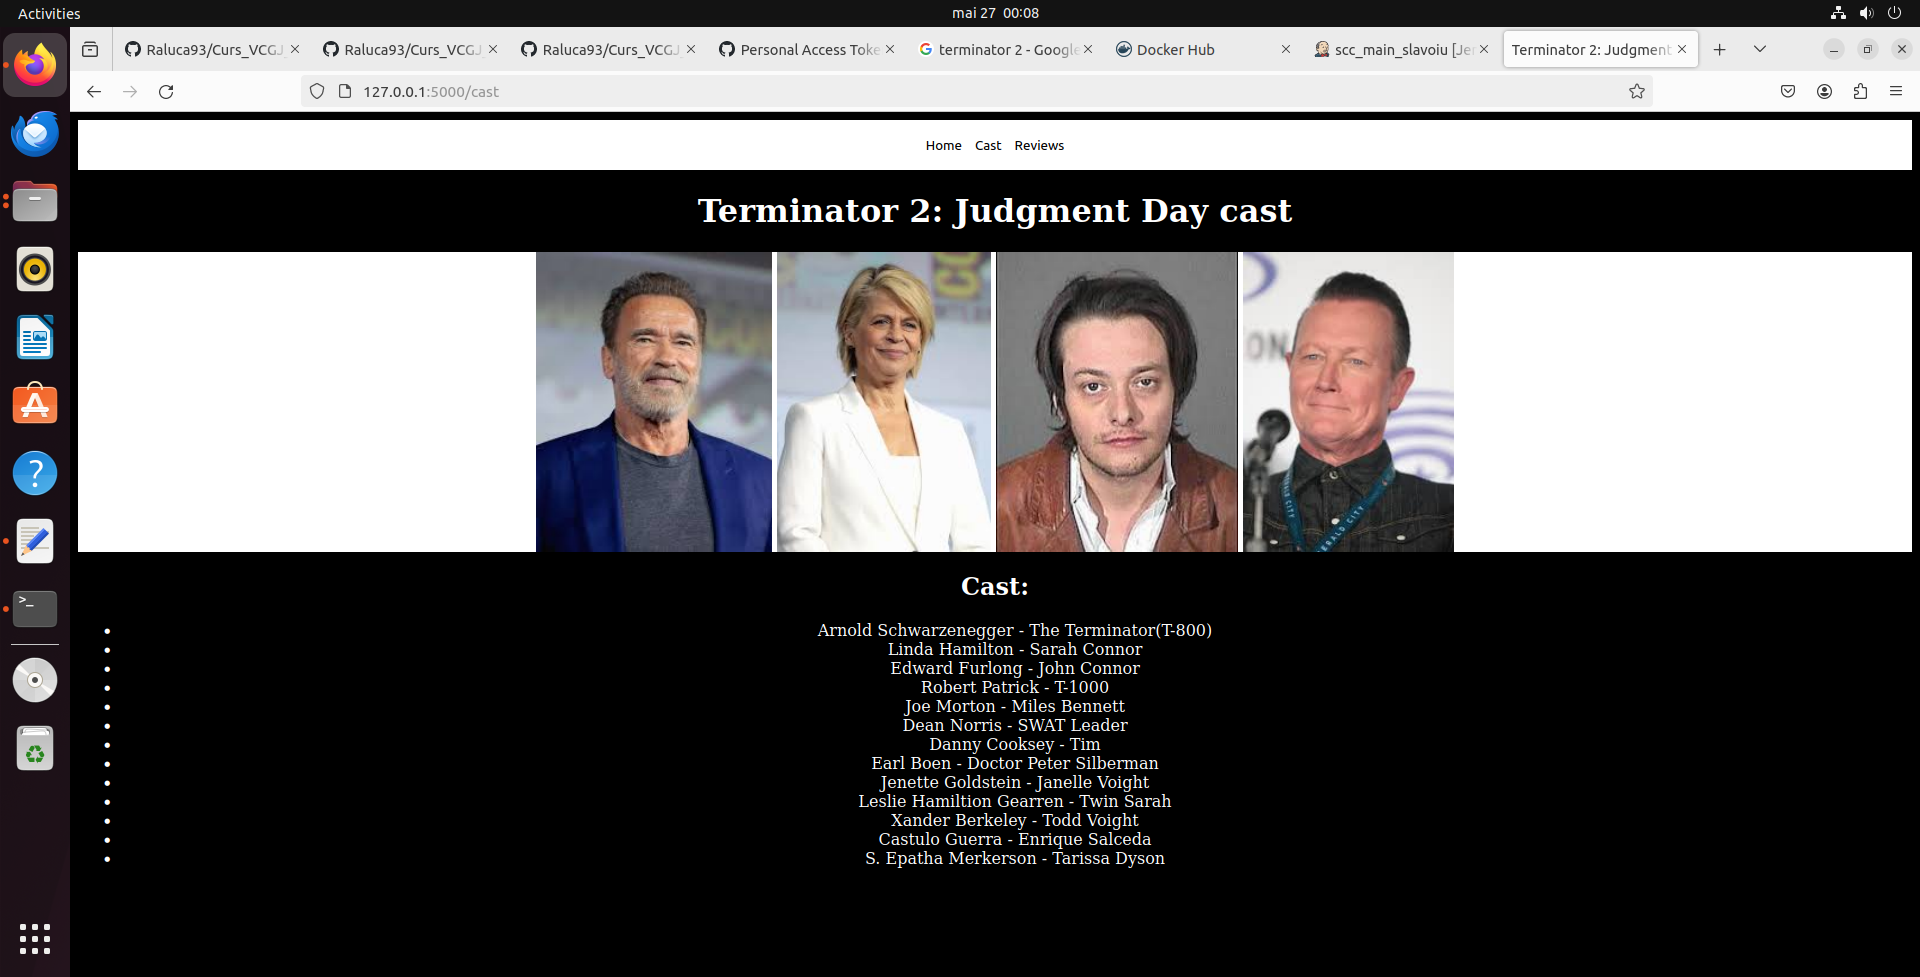 Activities
mai 27 00:08
Raluca93/Curs_VCGJ
Raluca93/Curs_VCGJ
Raluca93/Curs_VCGJ
Personal Access Toke
terminator 2 - Google
Docker Hub
scc_main_slavoiu [Je
Terminator 2: Judgment
127.0.0.1:5000/cast
Home Cast Reviews
Terminator 2: Judgment Day cast
Cast:
Arnold Schwarzenegger - The Terminator(T-800)
Linda Hamilton - Sarah Connor
Edward Furlong - John Connor
Robert Patrick - T-1000
Joe Morton - Miles Bennett
Dean Norris - SWAT Leader
Danny Cooksey - Tim
Earl Boen - Doctor Peter Silberman
Jenette Goldstein - Janelle Voight
Leslie Hamiltion Gearren - Twin Sarah
Xander Berkeley - Todd Voight
Castulo Guerra - Enrique Salceda
S. Epatha Merkerson - Tarissa Dyson